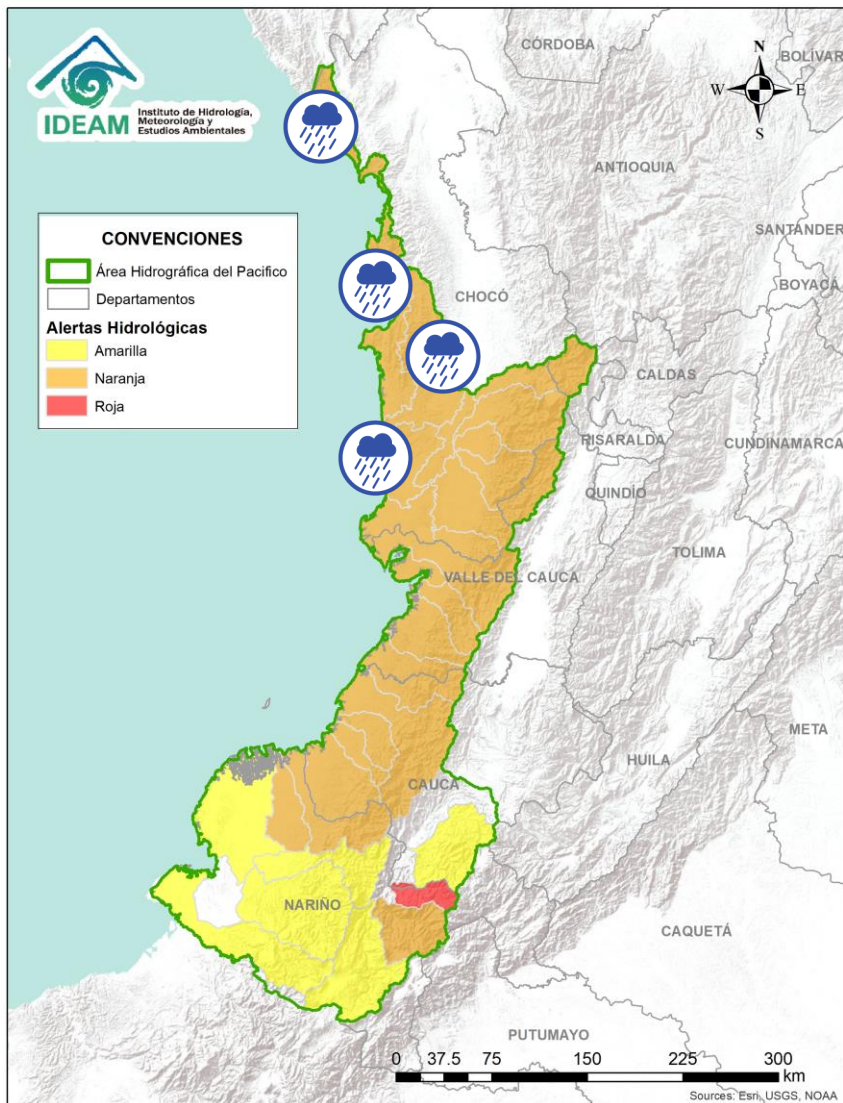 IDEAM
Instituto de Hidrología,
Meteorología y
Estudios Ambientales
CÓRDOBA
BOLÍVAR
N
W
E
S
ANTIOQUIA
SANTANDER
BOYACÁ
CONVENCIONES
Área Hidrográfica del Pacifico
Departamentos
Alertas Hidrológicas
Amarilla
Naranja
Roja
CHOCÓ
CALDAS
RISARALDA
CUNDINAMARCA
QUINDÍO
TOLIMA
VALLE DEL CAUCA
META
HUILA
CAUCA
NARIÑO
CAQUETÁ
PUTUMAYO
0 37.5 75 150 225 300
km
Sources: Esri, USGS, NOAA